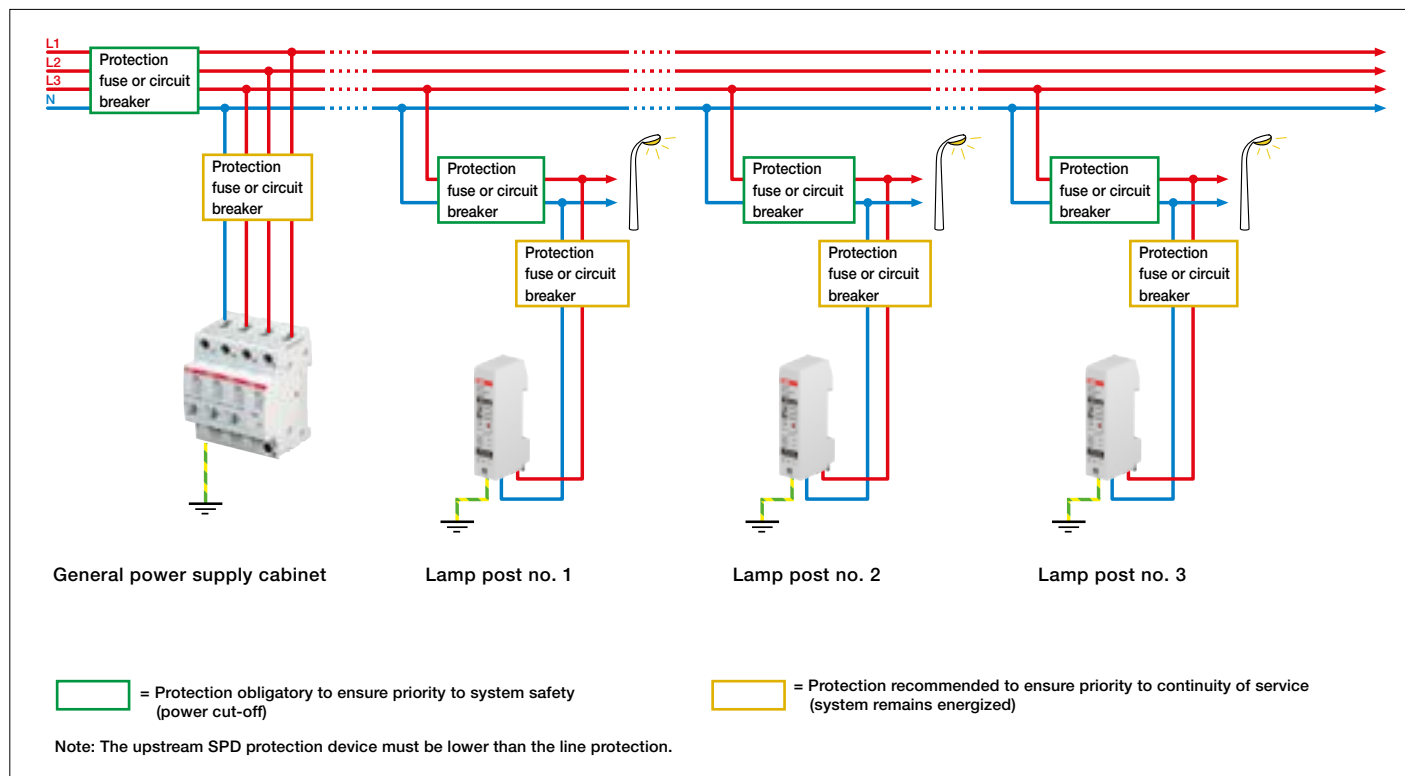 L1
L2
L3
N
Protection
fuse or circuit
breaker
Protection
fuse or circuit
breaker
Protection
fuse or circuit
breaker
Protection
fuse or circuit
breaker
Protection
fuse or circuit
breaker
Protection
fuse or circuit
breaker
Protection
fuse or circuit
breaker
Protection
fuse or circuit
breaker
General power supply cabinet
Lamp post no. 1
Lamp post no. 2
Lamp post no. 3
= Protection obligatory to ensure priority to system safety
(power cut-off)
= Protection recommended to ensure priority to continuity of service
(system remains energized)
Note: The upstream SPD protection device must be lower than the line protection.